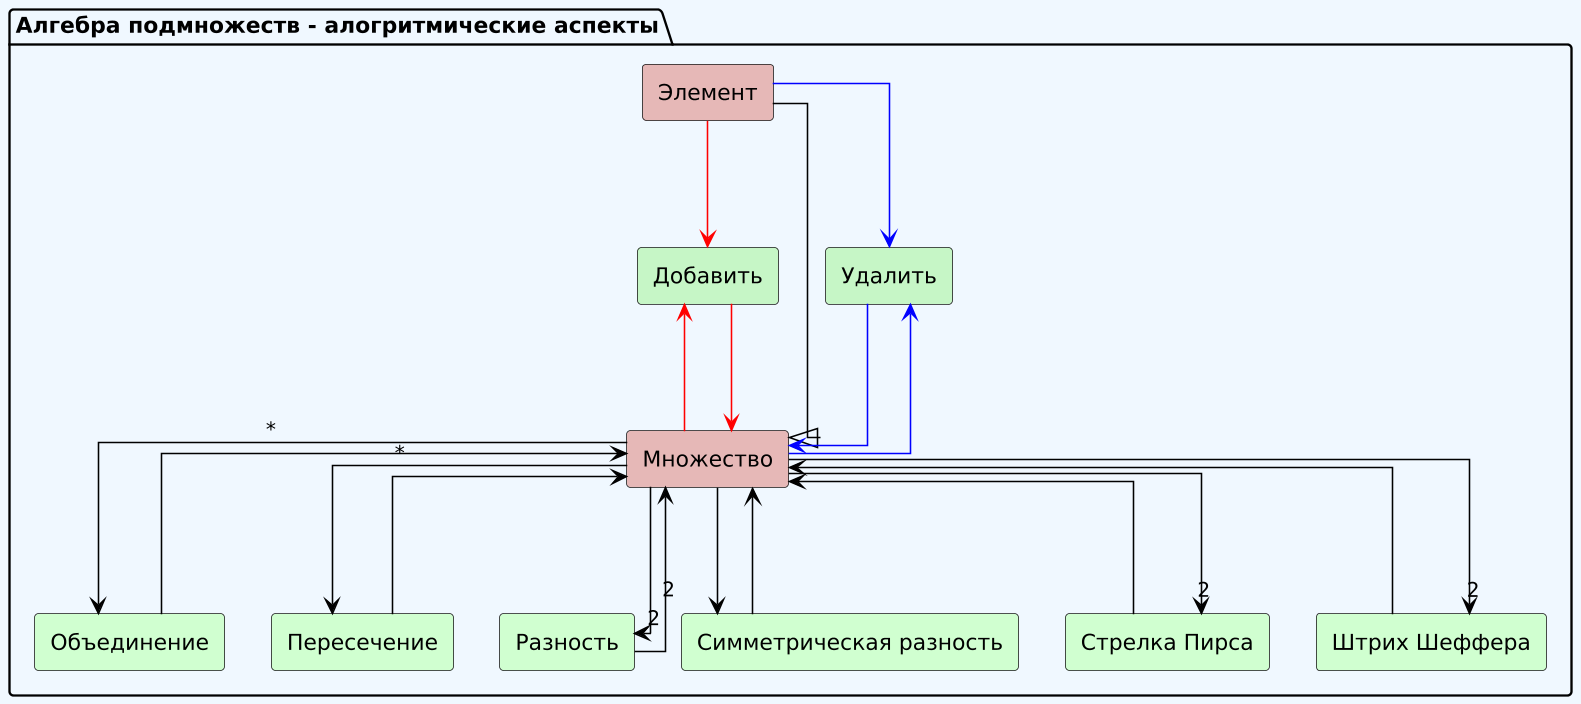 Алгебра подмножеств - алогритмические аспекты
Элемент
Добавить
Удалить
*
*
Множество
2
2
2
2
Объединение
Пересечение
Разность
Симметрическая разность
Стрелка Пирса
Штрих Шеффера